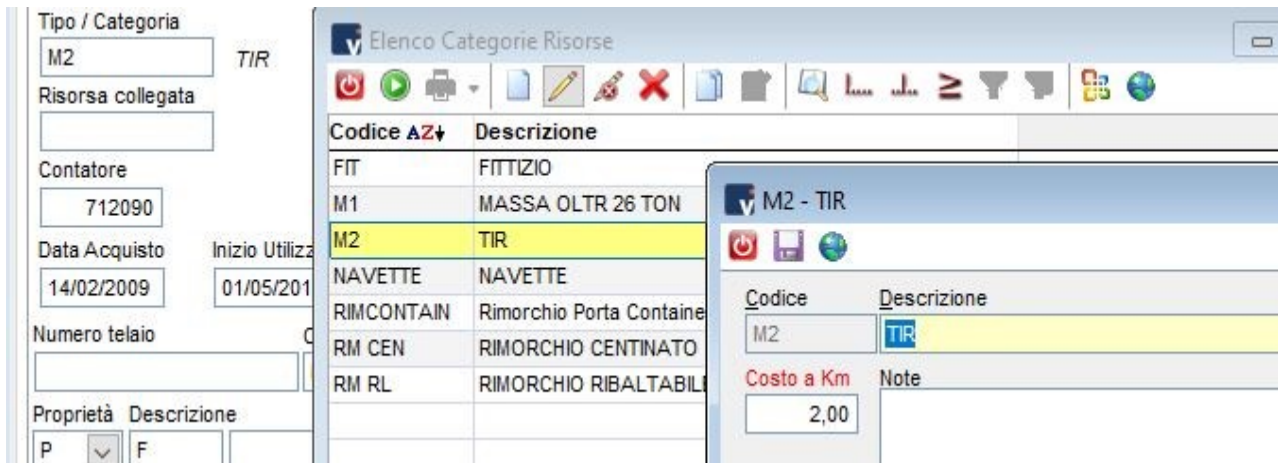 Tipo / Categoria
M2 TIR
Risorsa collegata
Contatore
712090
Data Acquisto Inizio Utilizz
14/02/2009 01/05/201
Numero telaio
Proprietà Descrizione
P F
Elenco Categorie Risorse
Codice AZ Descrizione
FIT FITTIZIO
M1 MASSA OLTR 26 TON
M2 TIR
NAVETTE NAVETTE
RIMCONTAIN Rimorchio Porta Containe
RM CEN RIMORCHIO CENTINATO
RM RL RIMORCHIO RIBALTABIL
M2 - TIR
Codice Descrizione
M2 TIR
Costo a Km Note
2,00